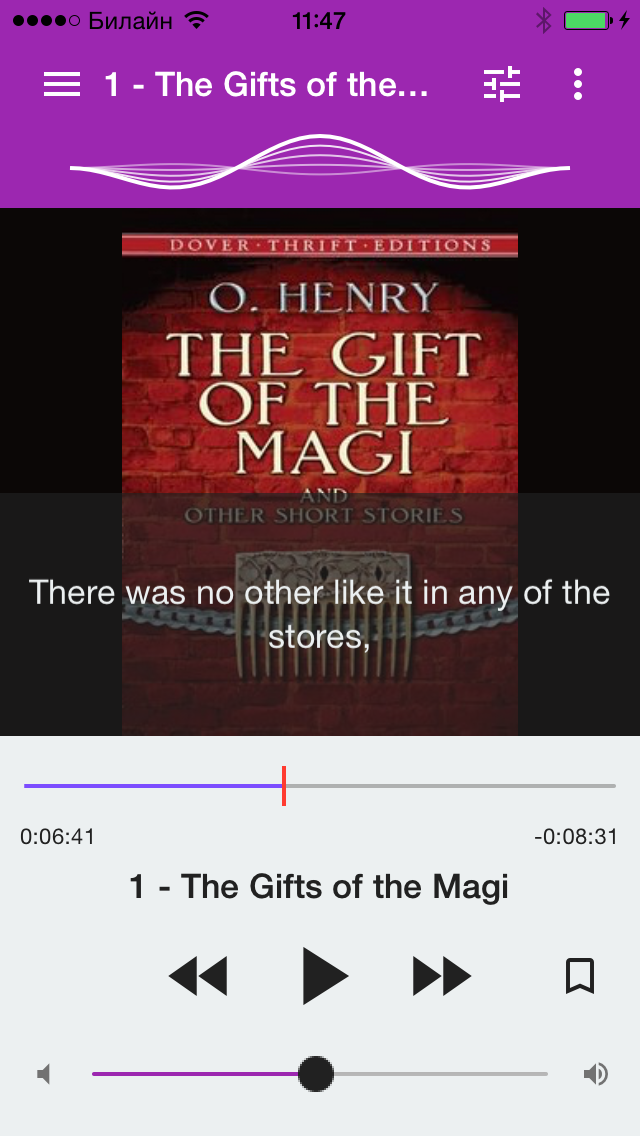 Билайн 11:47
1 - The Gifts of the...
DOVER · THRIFT · EDITIONS
O. HENRY
THE GIFT
OF THE
MAGI
AND
OTHER SHORT STORIES
There was no other like it in any of the
stores,
0:06:41 -0:08:31
1 - The Gifts of the Magi